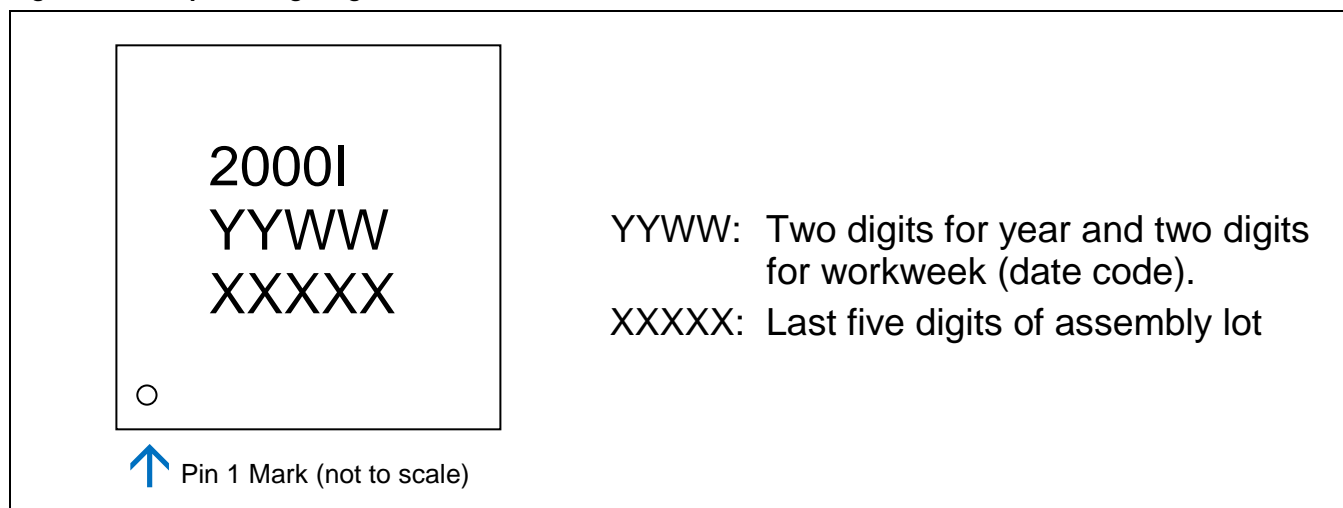 2000I
YYWW
XXXXX
YYWW: Two digits for year and two digits
for workweek (date code).
XXXXX: Last five digits of assembly lot
Pin 1 Mark (not to scale)